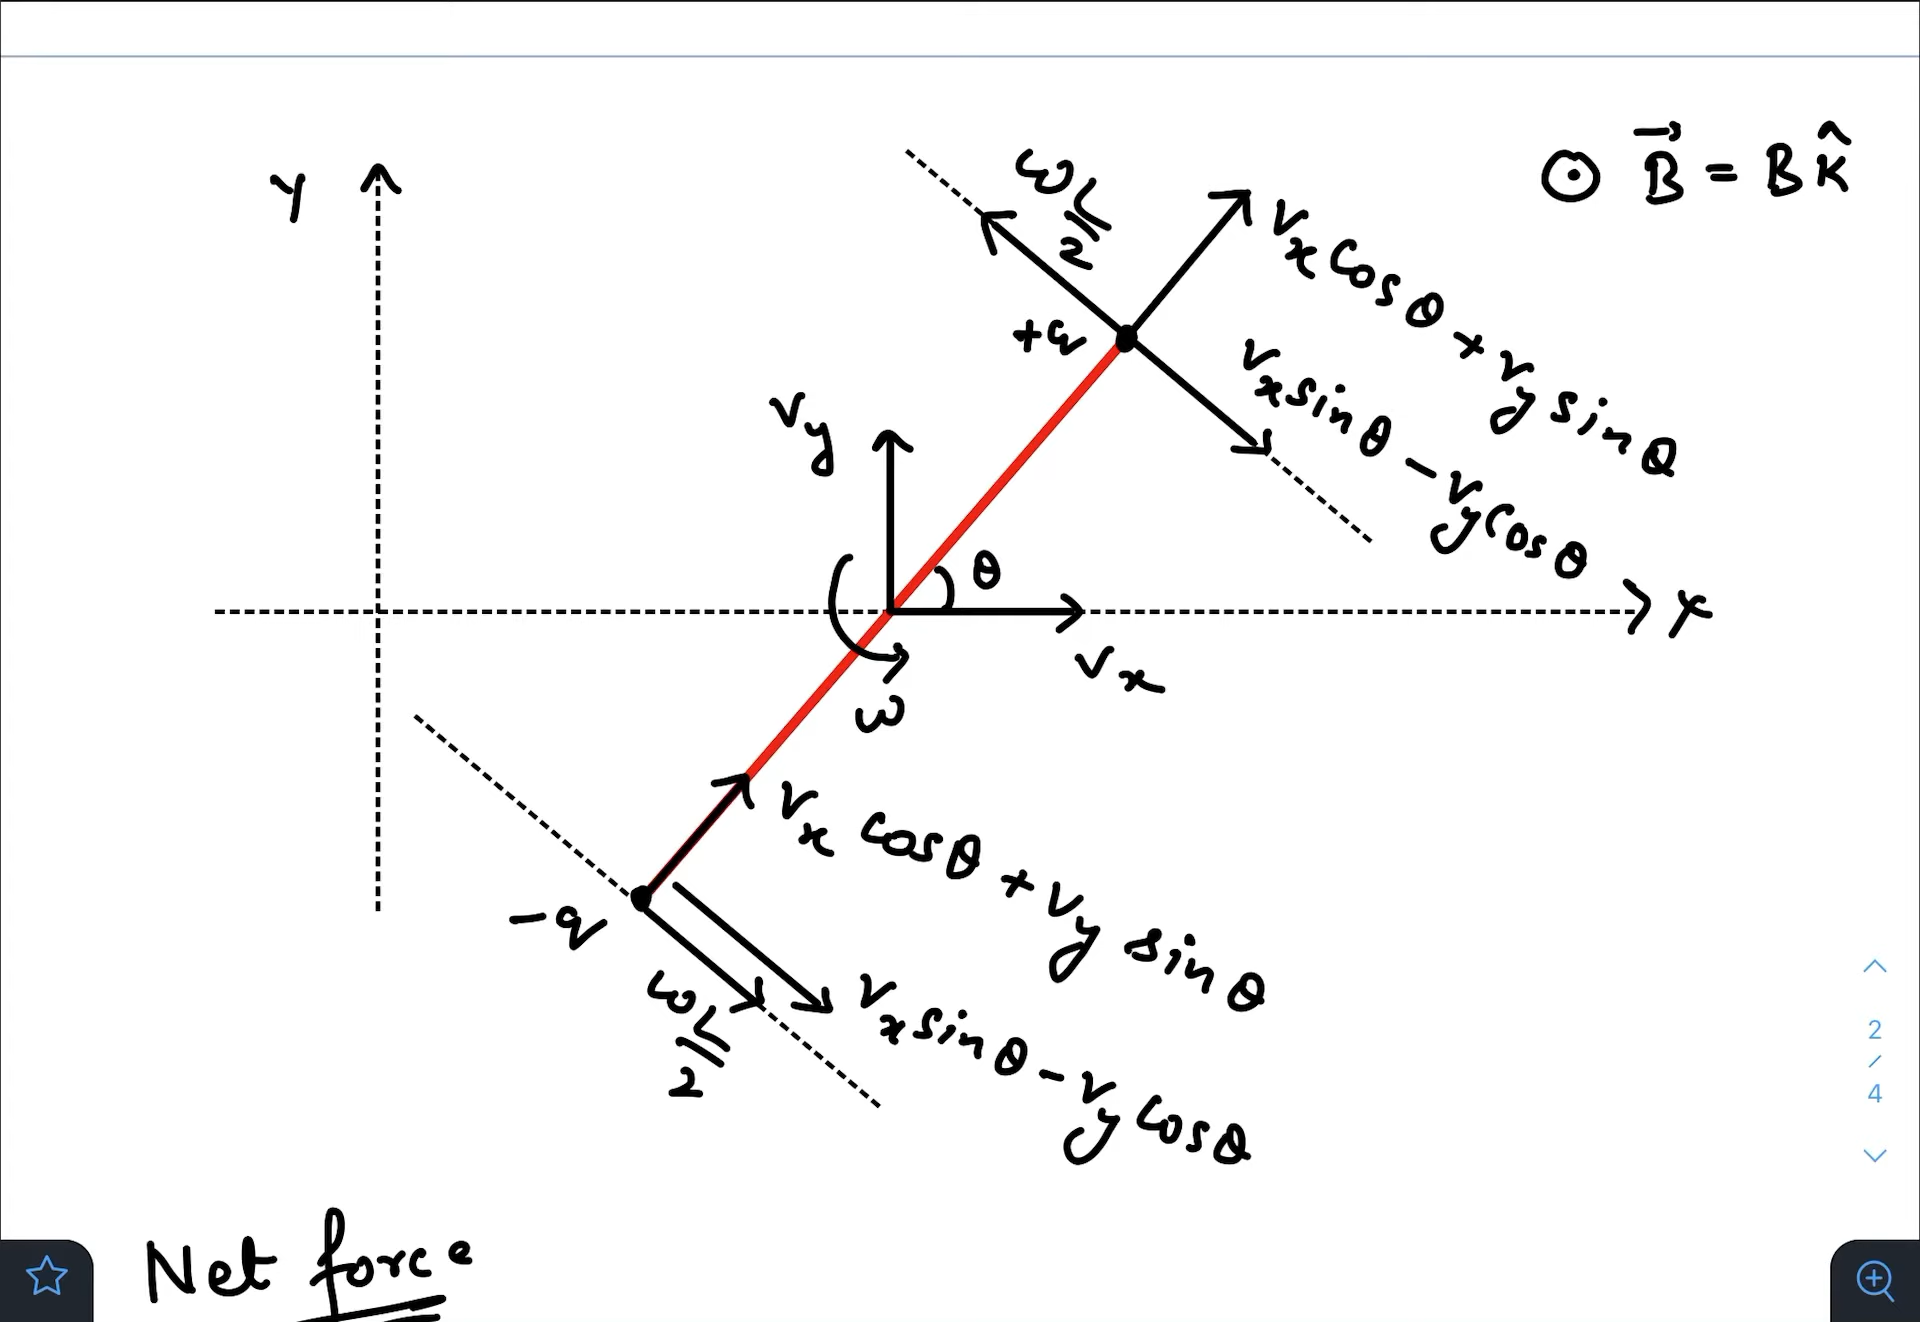 y
ωL/2
⊙ B⃗ = B k̂
Vx cosθ + Vy sinθ
+q
Vx sinθ - Vy cosθ
Vy
θ
x
Vx
ω
Vx cosθ + Vy sinθ
-q
ωL/2
Vx sinθ - Vy cosθ
2
/
4
Net force